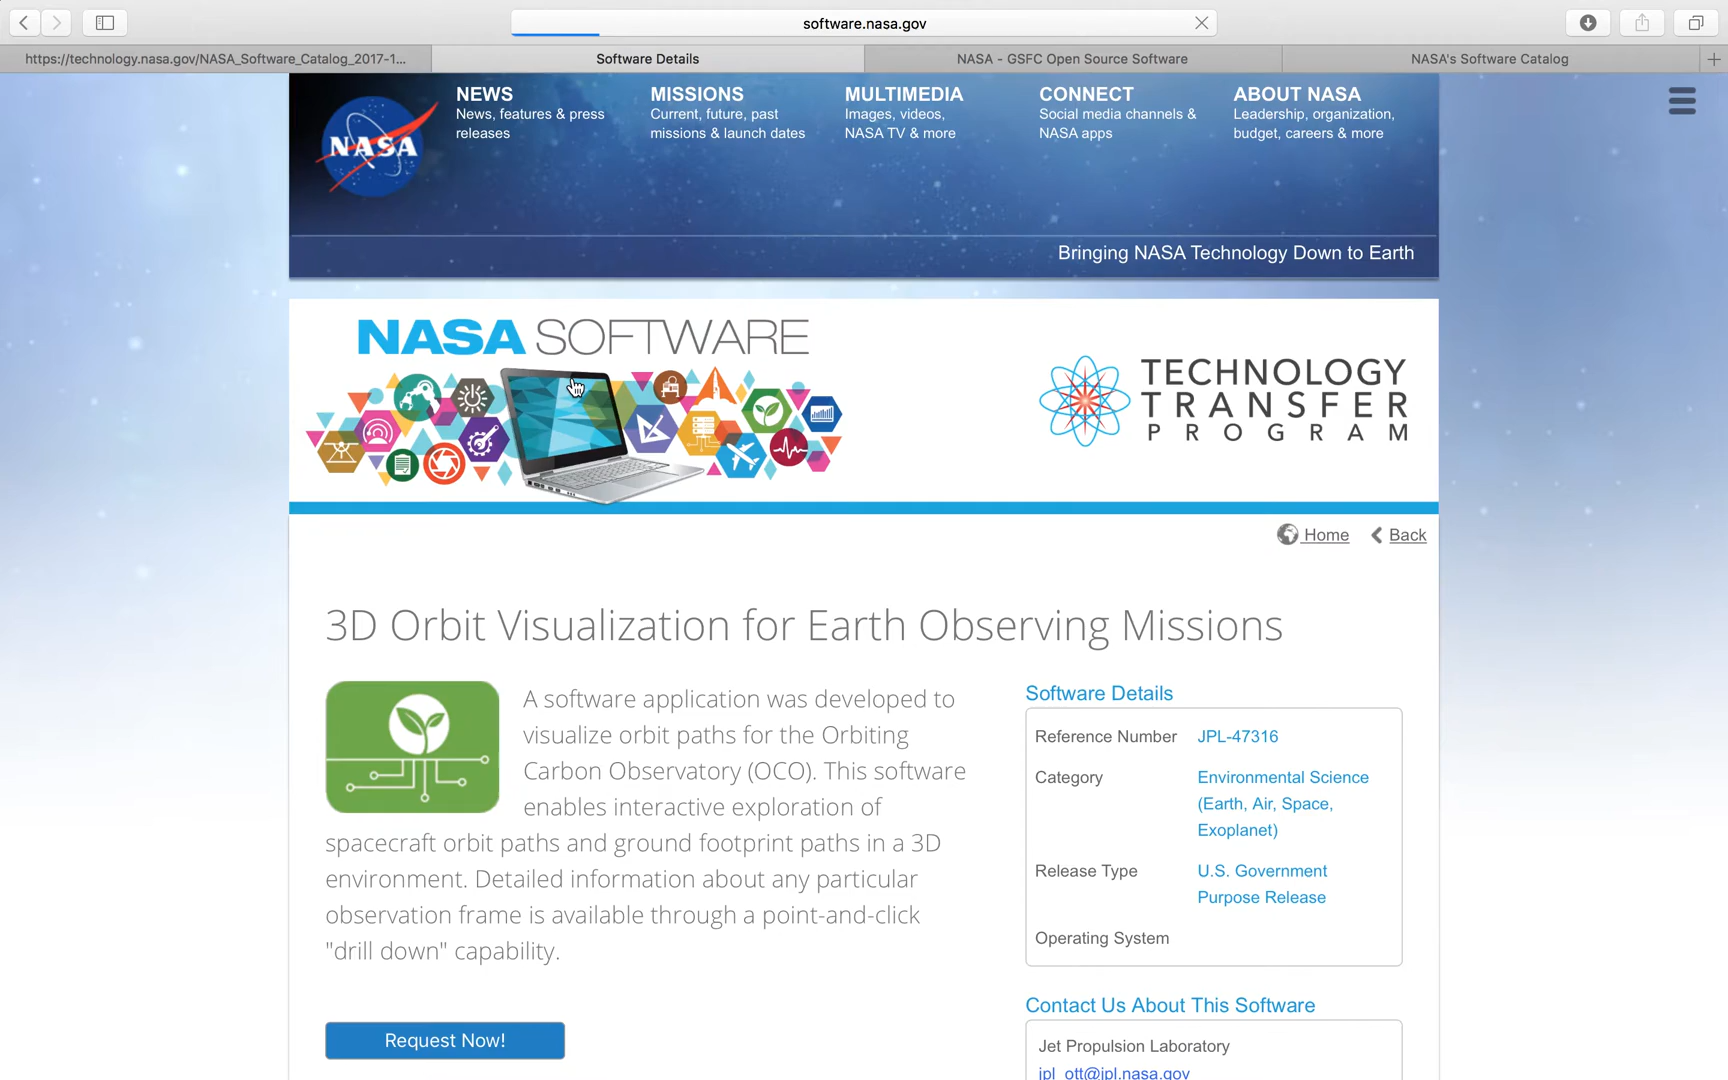 software.nasa.gov
https://technology.nasa.gov/NASA_Software_Catalog_2017-1...
Software Details
NASA - GSFC Open Source Software
NASA's Software Catalog
NASA
NEWS
News, features & press
releases
MISSIONS
Current, future, past
missions & launch dates
MULTIMEDIA
Images, videos,
NASA TV & more
CONNECT
Social media channels &
NASA apps
ABOUT NASA
Leadership, organization,
budget, careers & more
Bringing NASA Technology Down to Earth
NASA SOFTWARE
TECHNOLOGY
TRANSFER
PROGRAM
Home
Back
3D Orbit Visualization for Earth Observing Missions
A software application was developed to
visualize orbit paths for the Orbiting
Carbon Observatory (OCO). This software
enables interactive exploration of
spacecraft orbit paths and ground footprint paths in a 3D
environment. Detailed information about any particular
observation frame is available through a point-and-click
"drill down" capability.
Request Now!
Software Details
Reference Number JPL-47316
Category Environmental Science
(Earth, Air, Space,
Exoplanet)
Release Type U.S. Government
Purpose Release
Operating System
Contact Us About This Software
Jet Propulsion Laboratory
jpl_ott@jpl.nasa.gov